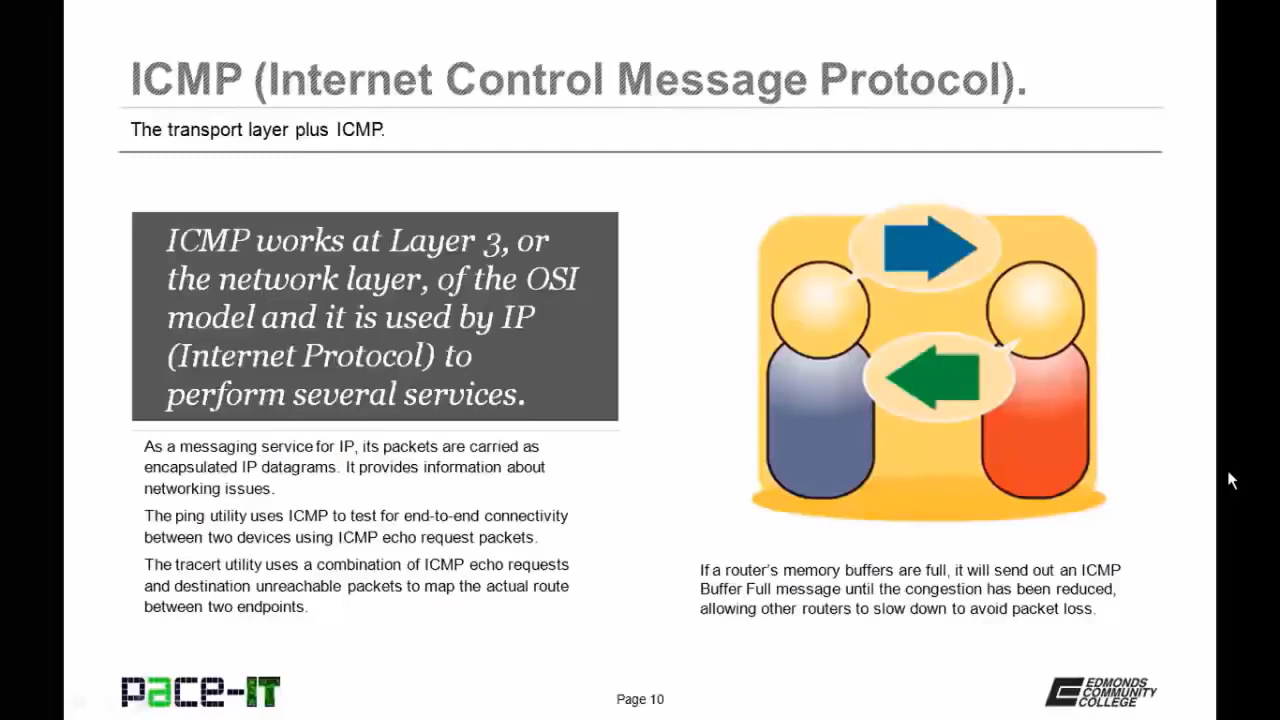 ICMP (Internet Control Message Protocol).
The transport layer plus ICMP.
ICMP works at Layer 3, or
the network layer, of the OSI
model and it is used by IP
(Internet Protocol) to
perform several services.
As a messaging service for IP, its packets are carried as
encapsulated IP datagrams. It provides information about
networking issues.
The ping utility uses ICMP to test for end-to-end connectivity
between two devices using ICMP echo request packets.
The tracert utility uses a combination of ICMP echo requests
and destination unreachable packets to map the actual route
between two endpoints.
If a router's memory buffers are full, it will send out an ICMP
Buffer Full message until the congestion has been reduced,
allowing other routers to slow down to avoid packet loss.
pace-IT
Page 10
EDMONDS
COMMUNITY
COLLEGE